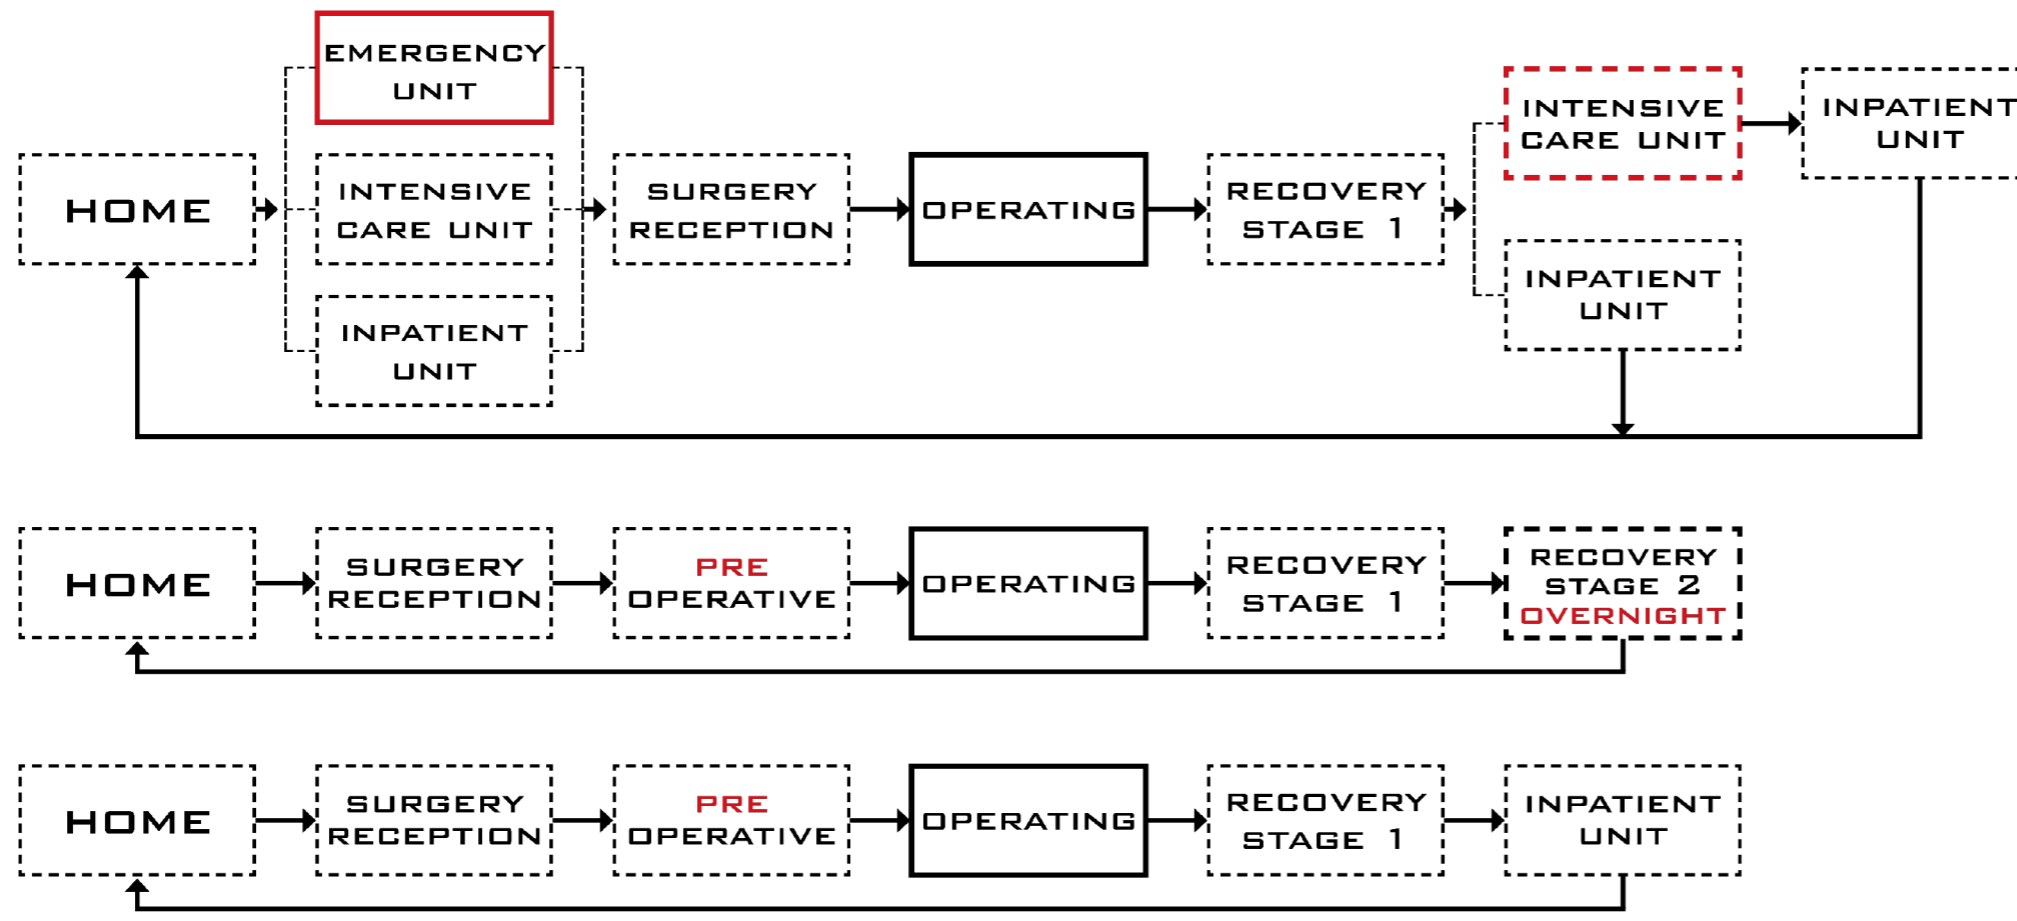 EMERGENCY
UNIT
HOME
INTENSIVE
CARE UNIT
INPATIENT
UNIT
SURGERY
RECEPTION
OPERATING
RECOVERY
STAGE 1
INTENSIVE
CARE UNIT
INPATIENT
UNIT
INPATIENT
UNIT
HOME
SURGERY
RECEPTION
PRE
OPERATIVE
OPERATING
RECOVERY
STAGE 1
RECOVERY
STAGE 2
OVERNIGHT
HOME
SURGERY
RECEPTION
PRE
OPERATIVE
OPERATING
RECOVERY
STAGE 1
INPATIENT
UNIT